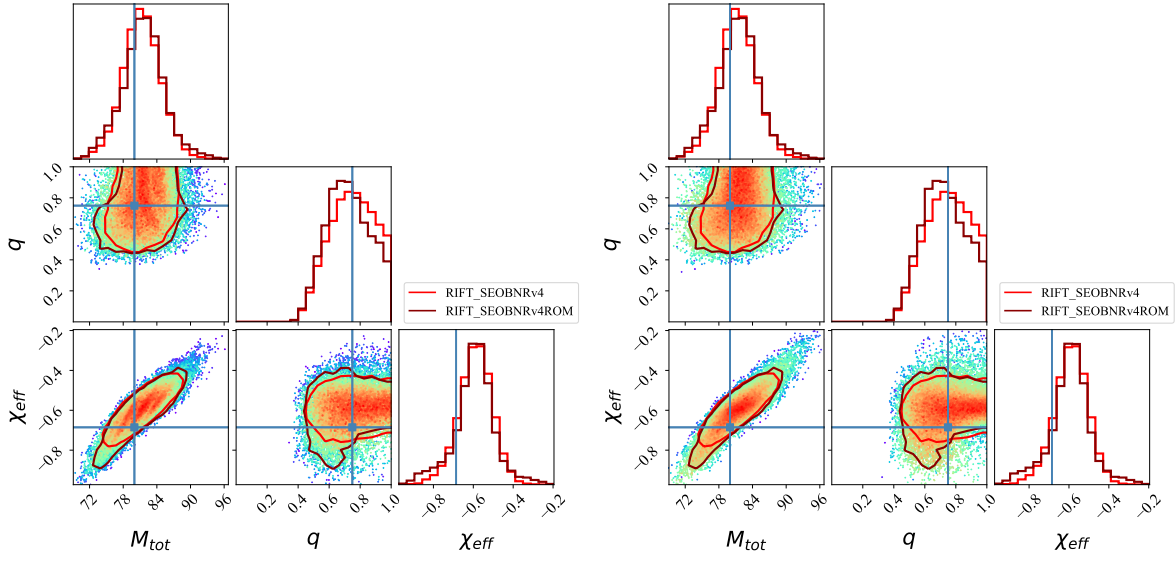 q
1.0
0.8
0.6
0.4
0.2
RIFT_SEOBNRv4
RIFT_SEOBNRv4ROM
χeff
−0.2
−0.4
−0.6
−0.8
72 78 84 90 96
0.2 0.4 0.6 0.8 1.0
−0.8 −0.6 −0.4 −0.2
Mtot q χeff
q
1.0
0.8
0.6
0.4
0.2
RIFT_SEOBNRv4
RIFT_SEOBNRv4ROM
χeff
−0.2
−0.4
−0.6
−0.8
72 78 84 90 96
0.2 0.4 0.6 0.8 1.0
−0.8 −0.6 −0.4 −0.2
Mtot q χeff